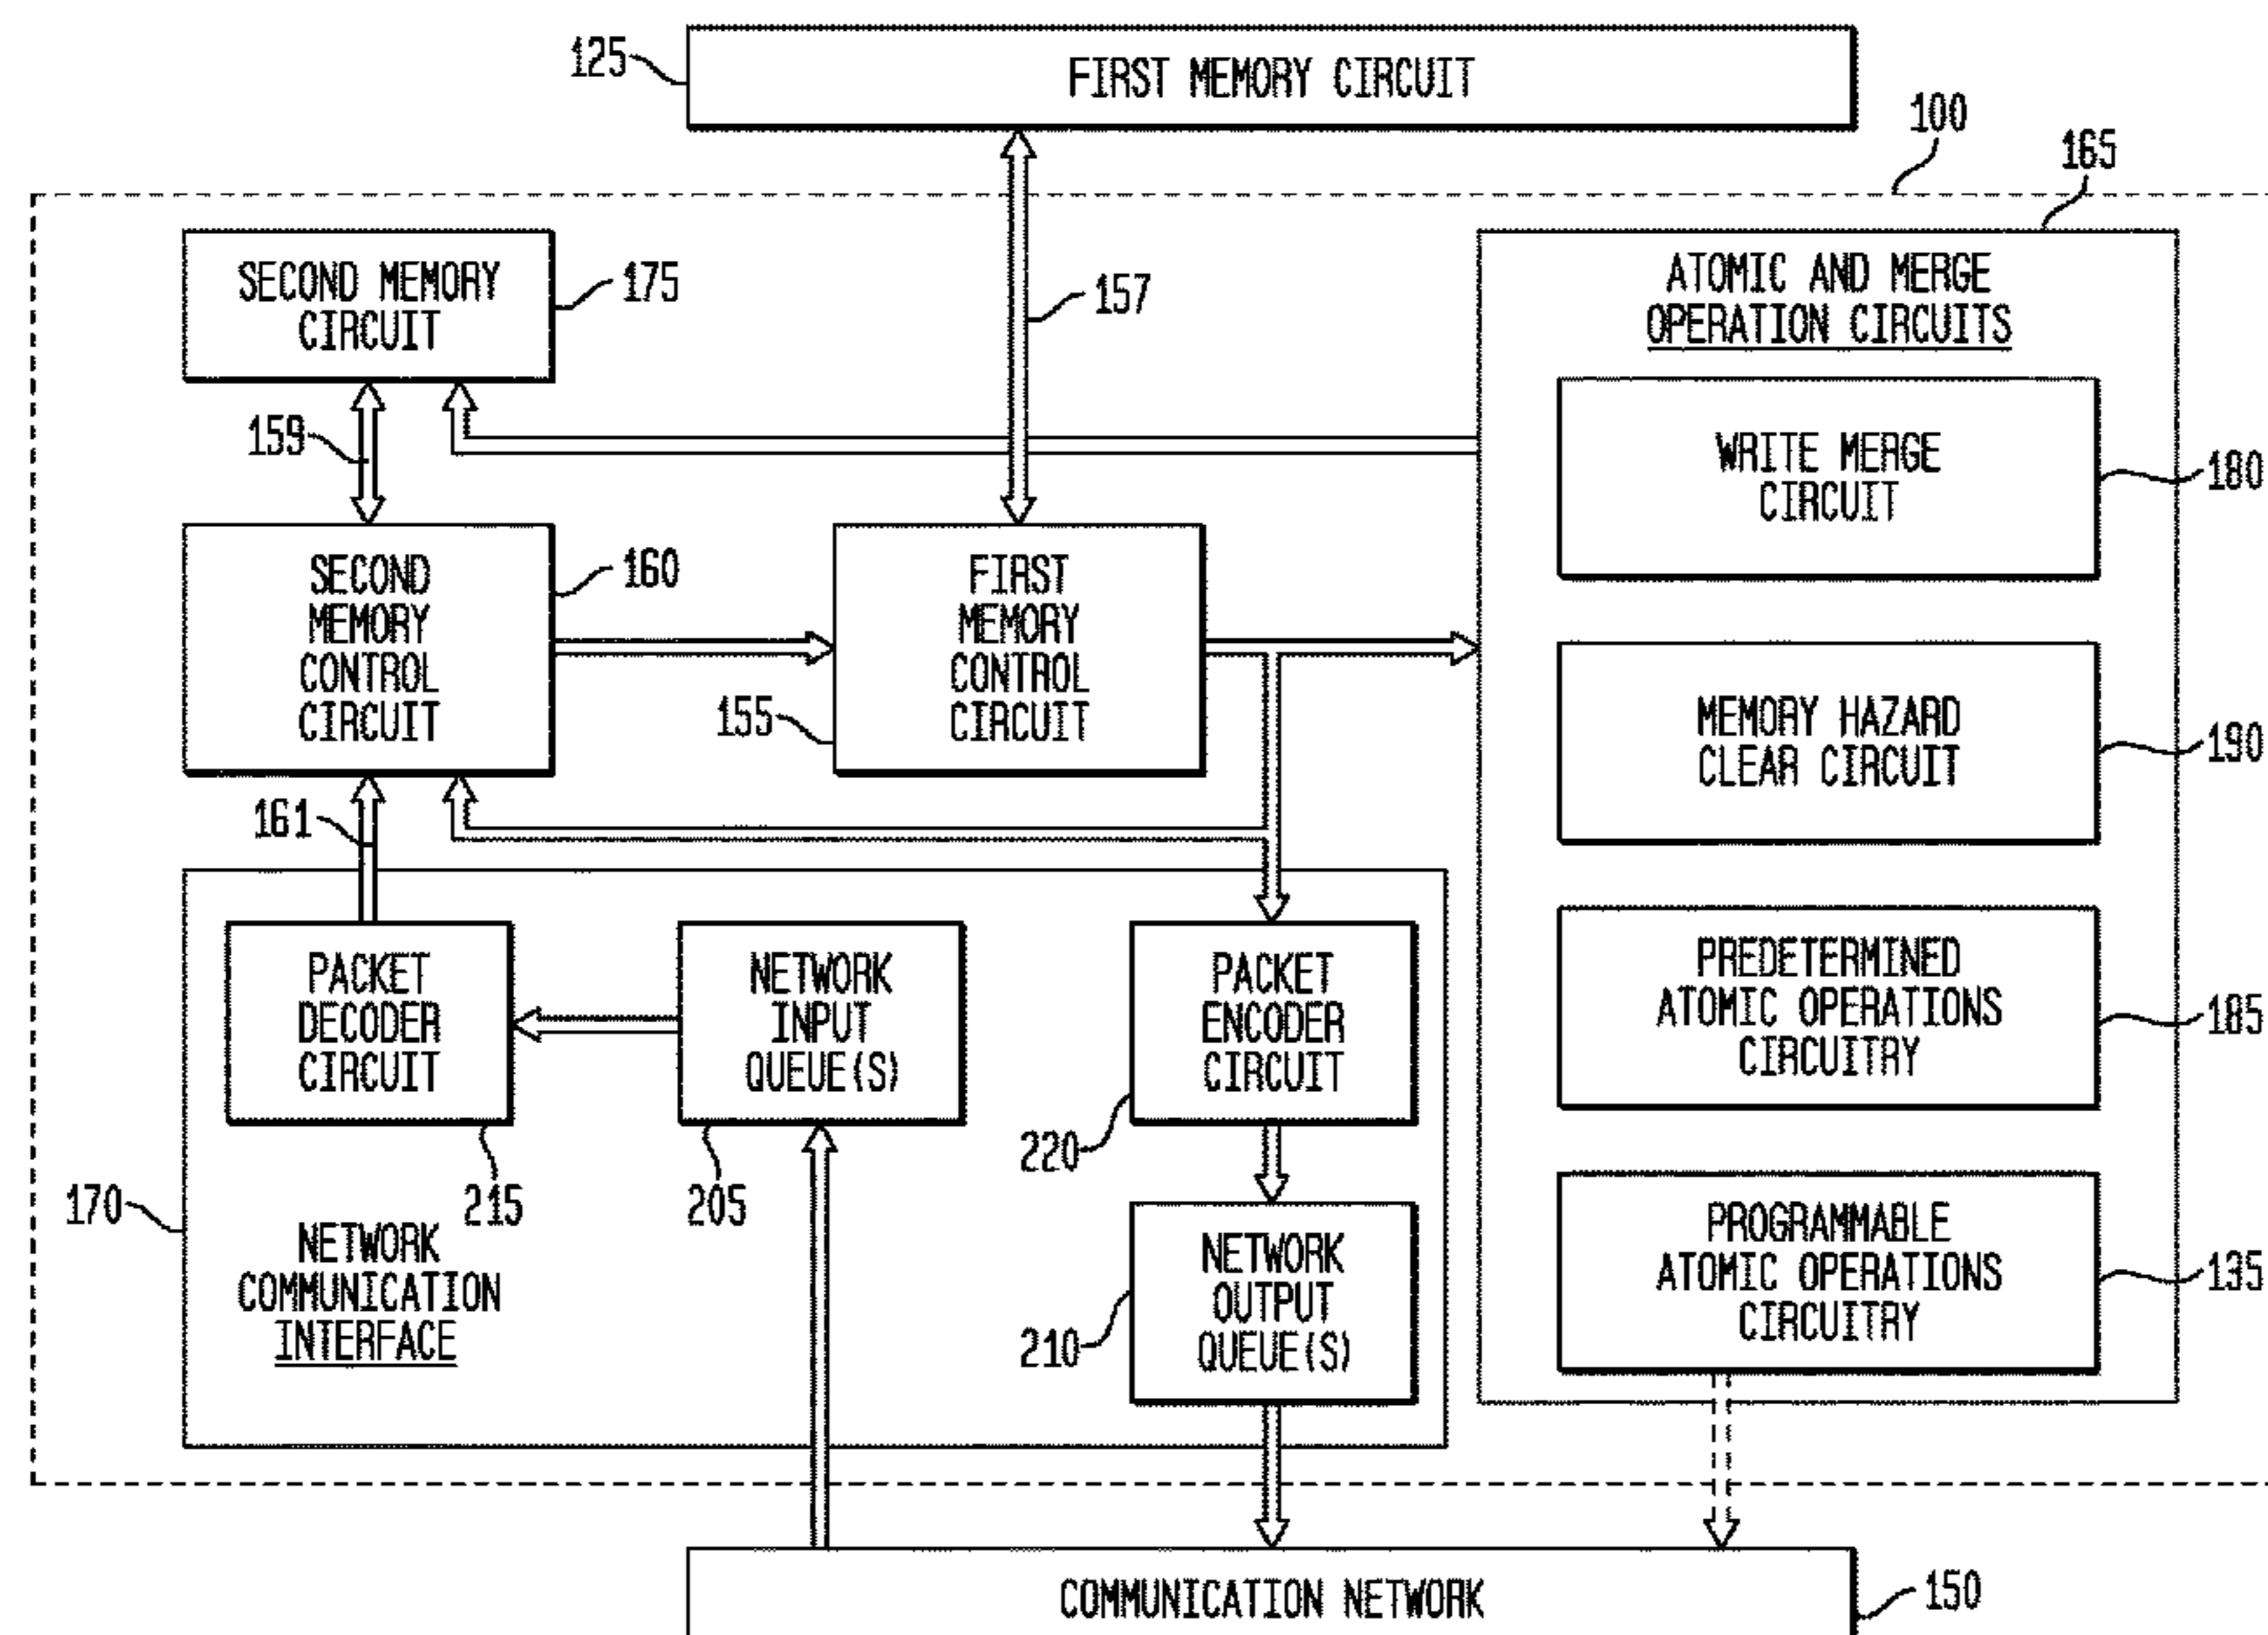 125
FIRST MEMORY CIRCUIT
100
165
SECOND MEMORY
CIRCUIT
175
157
ATOMIC AND MERGE
OPERATION CIRCUITS
159
WRITE MERGE
CIRCUIT
180
SECOND
MEMORY
CONTROL
CIRCUIT
160
FIRST
MEMORY
CONTROL
CIRCUIT
155
MEMORY HAZARD
CLEAR CIRCUIT
190
161
PACKET
DECODER
CIRCUIT
NETWORK
INPUT
QUEUE(S)
PACKET
ENCODER
CIRCUIT
PREDETERMINED
ATOMIC OPERATIONS
CIRCUITRY
185
220
170
215
205
NETWORK
COMMUNICATION
INTERFACE
210
NETWORK
OUTPUT
QUEUE(S)
PROGRAMMABLE
ATOMIC OPERATIONS
CIRCUITRY
135
COMMUNICATION NETWORK
150